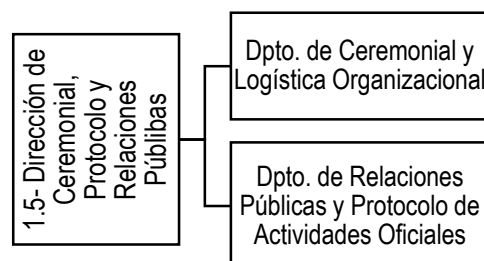 1.5- Dirección de
Ceremonial,
Protocolo y
Relaciones
Públibas
Dpto. de Ceremonial y
Logística Organizacional
Dpto. de Relaciones
Públicas y Protocolo de
Actividades Oficiales